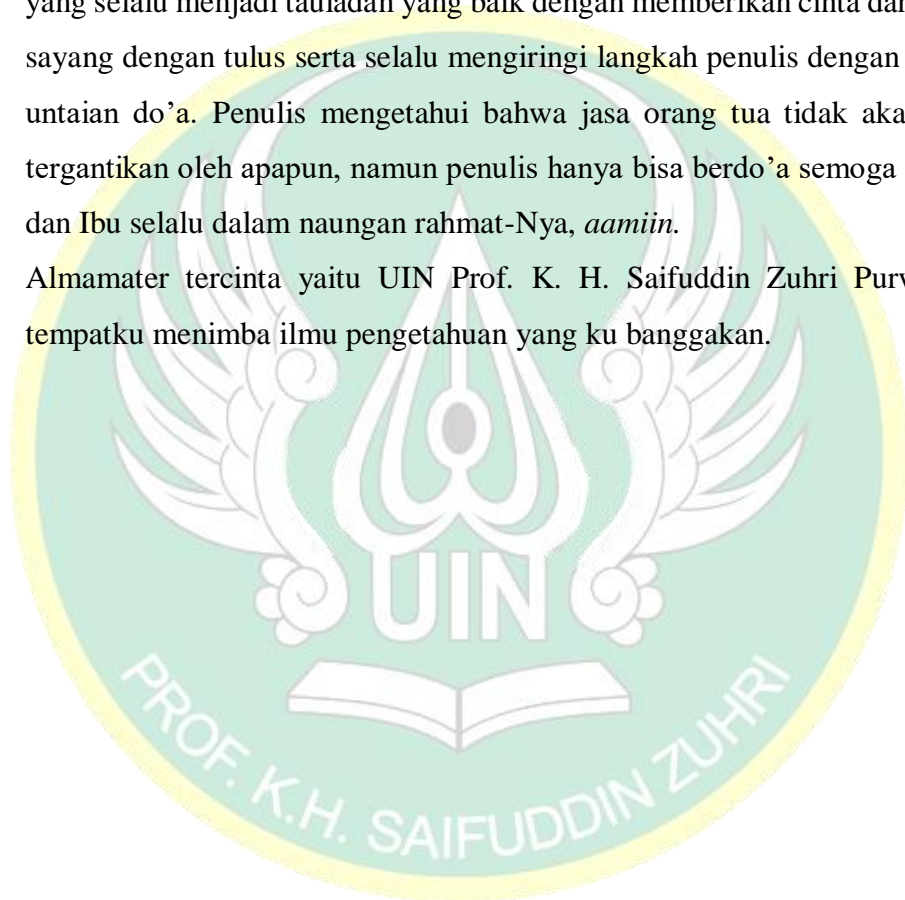 yang selalu menjadi tauladan yang baik dengan memberikan cinta dan
sayang dengan tulus serta selalu mengiringi langkah penulis dengan
untaian do’a. Penulis mengetahui bahwa jasa orang tua tidak
tergantikan oleh apapun, namun penulis hanya bisa berdo’a semoga
dan Ibu selalu dalam naungan rahmat-Nya, aamiin.
Almamater tercinta yaitu UIN Prof. K. H. Saifuddin Zuhri
tempatku menimba ilmu pengetahuan yang ku banggakan.
UIN
PROF. K.H. SAIFUDDIN ZUHRI